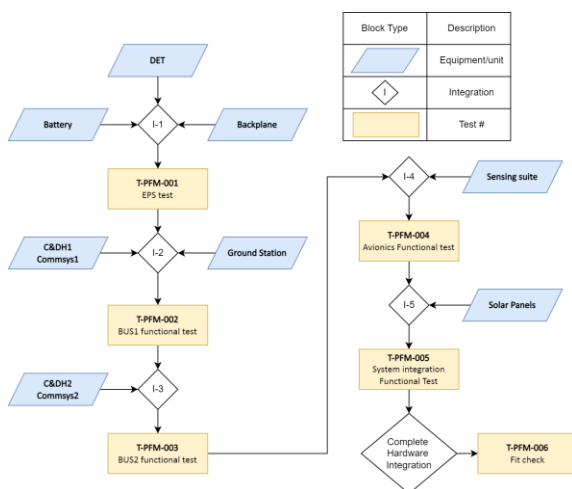 DET
Battery
I-1
Backplane
T-PFM-001
EPS test
C&DH1
Commsys1
I-2
Ground Station
T-PFM-002
BUS1 functional test
C&DH2
Commsys2
I-3
T-PFM-003
BUS2 functional test
Block Type
Description
Equipment/unit
I
Integration
Test #
I-4
Sensing suite
T-PFM-004
Avionics Functional test
I-5
Solar Panels
T-PFM-005
System integration
Functional Test
Complete
Hardware
Integration
T-PFM-006
Fit check